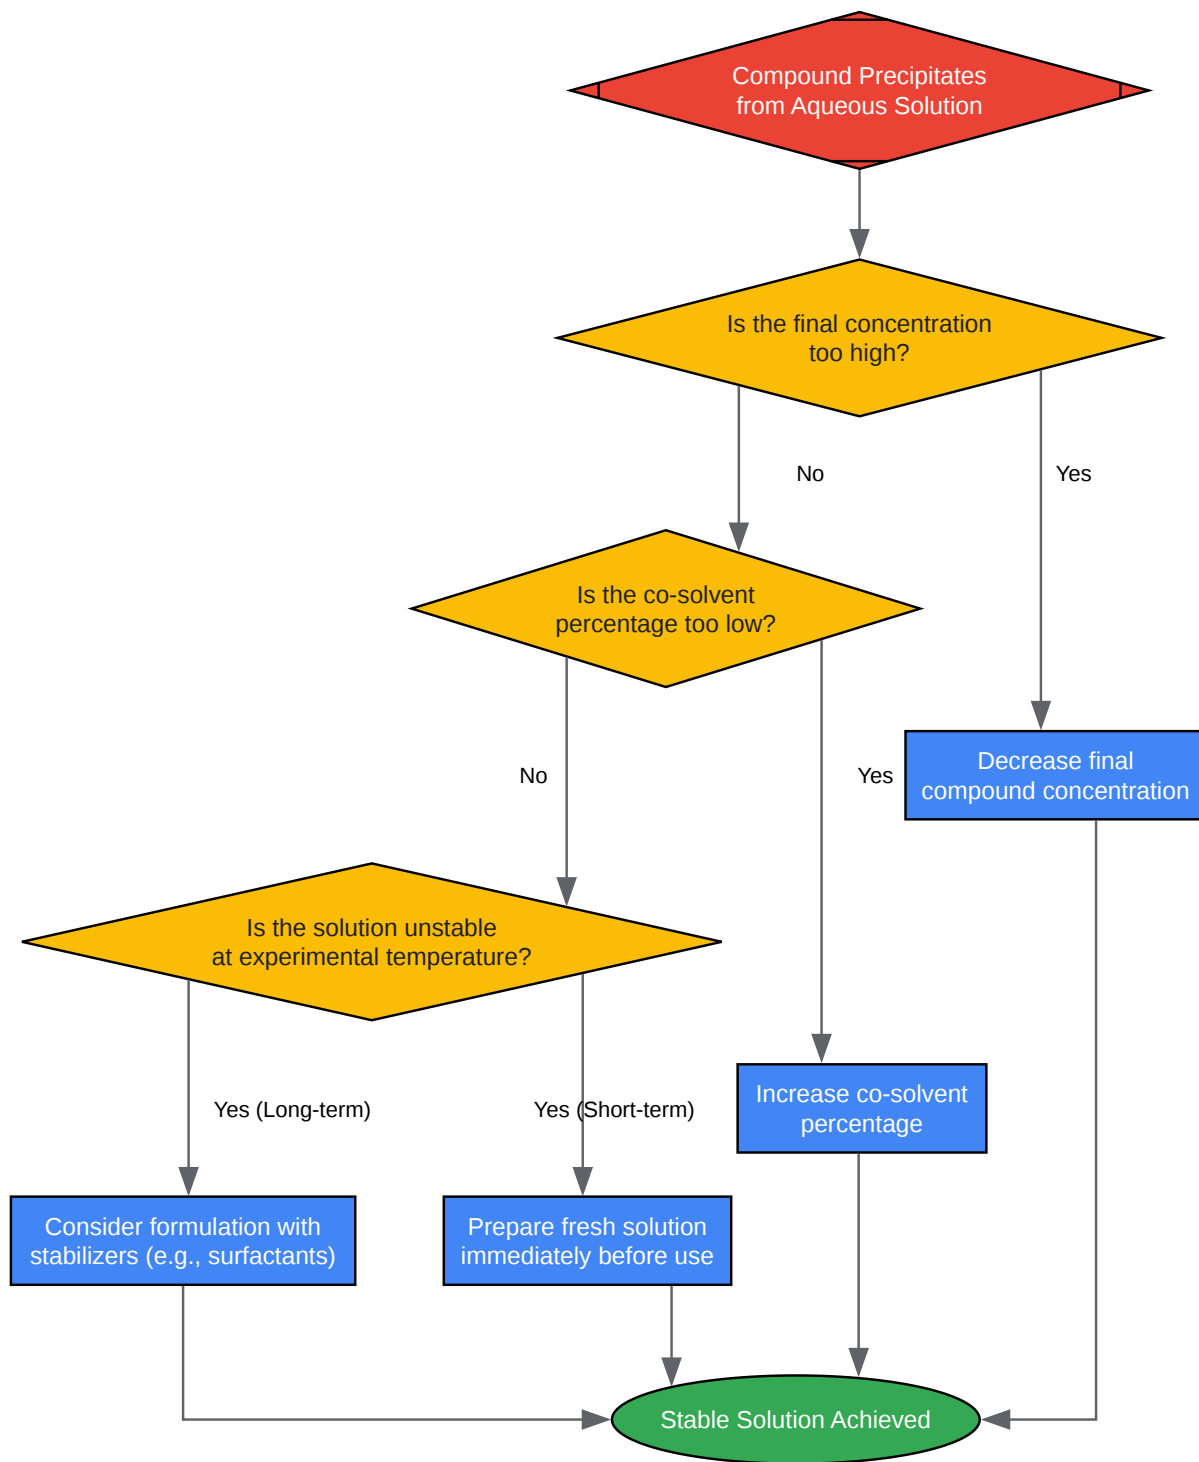 Compound Precipitates
from Aqueous Solution
Is the final concentration
too high?
No
Yes
Is the co-solvent
percentage too low?
Decrease final
compound concentration
No
Yes
Is the solution unstable
at experimental temperature?
Increase co-solvent
percentage
Yes (Long-term)
Yes (Short-term)
Consider formulation with
stabilizers (e.g., surfactants)
Prepare fresh solution
immediately before use
Stable Solution Achieved